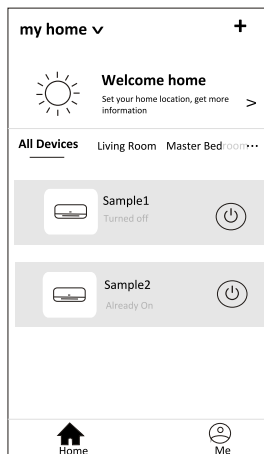 my home
Welcome home
Set your home location, get more
information
All Devices Living Room Master Bedroom
Sample1
Turned off
Sample2
Already On
Home Me